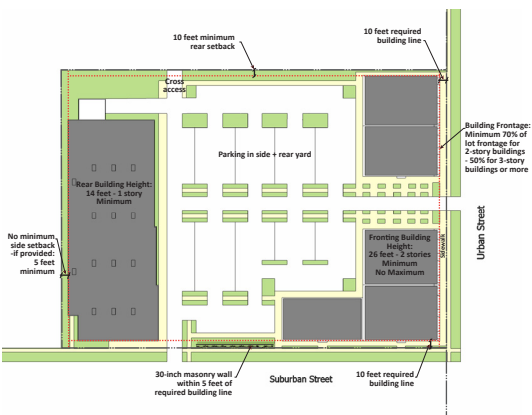 10 feet minimum
rear setback
10 feet required
building line
Cross
access
Building Frontage:
Minimum 70% of
lot frontage for
2-story buildings
- 50% for 3-story
buildings or more
Parking in side + rear yard
Rear Building Height:
14 feet - 1 story
Minimum
No minimum
side setback
-if provided:
5 feet
minimum
Fronting Building
Height:
26 feet - 2 stories
Minimum
No Maximum
Sidewalk
Urban Street
30-inch masonry wall
within 5 feet of
required building line
Suburban Street
10 feet required
building line